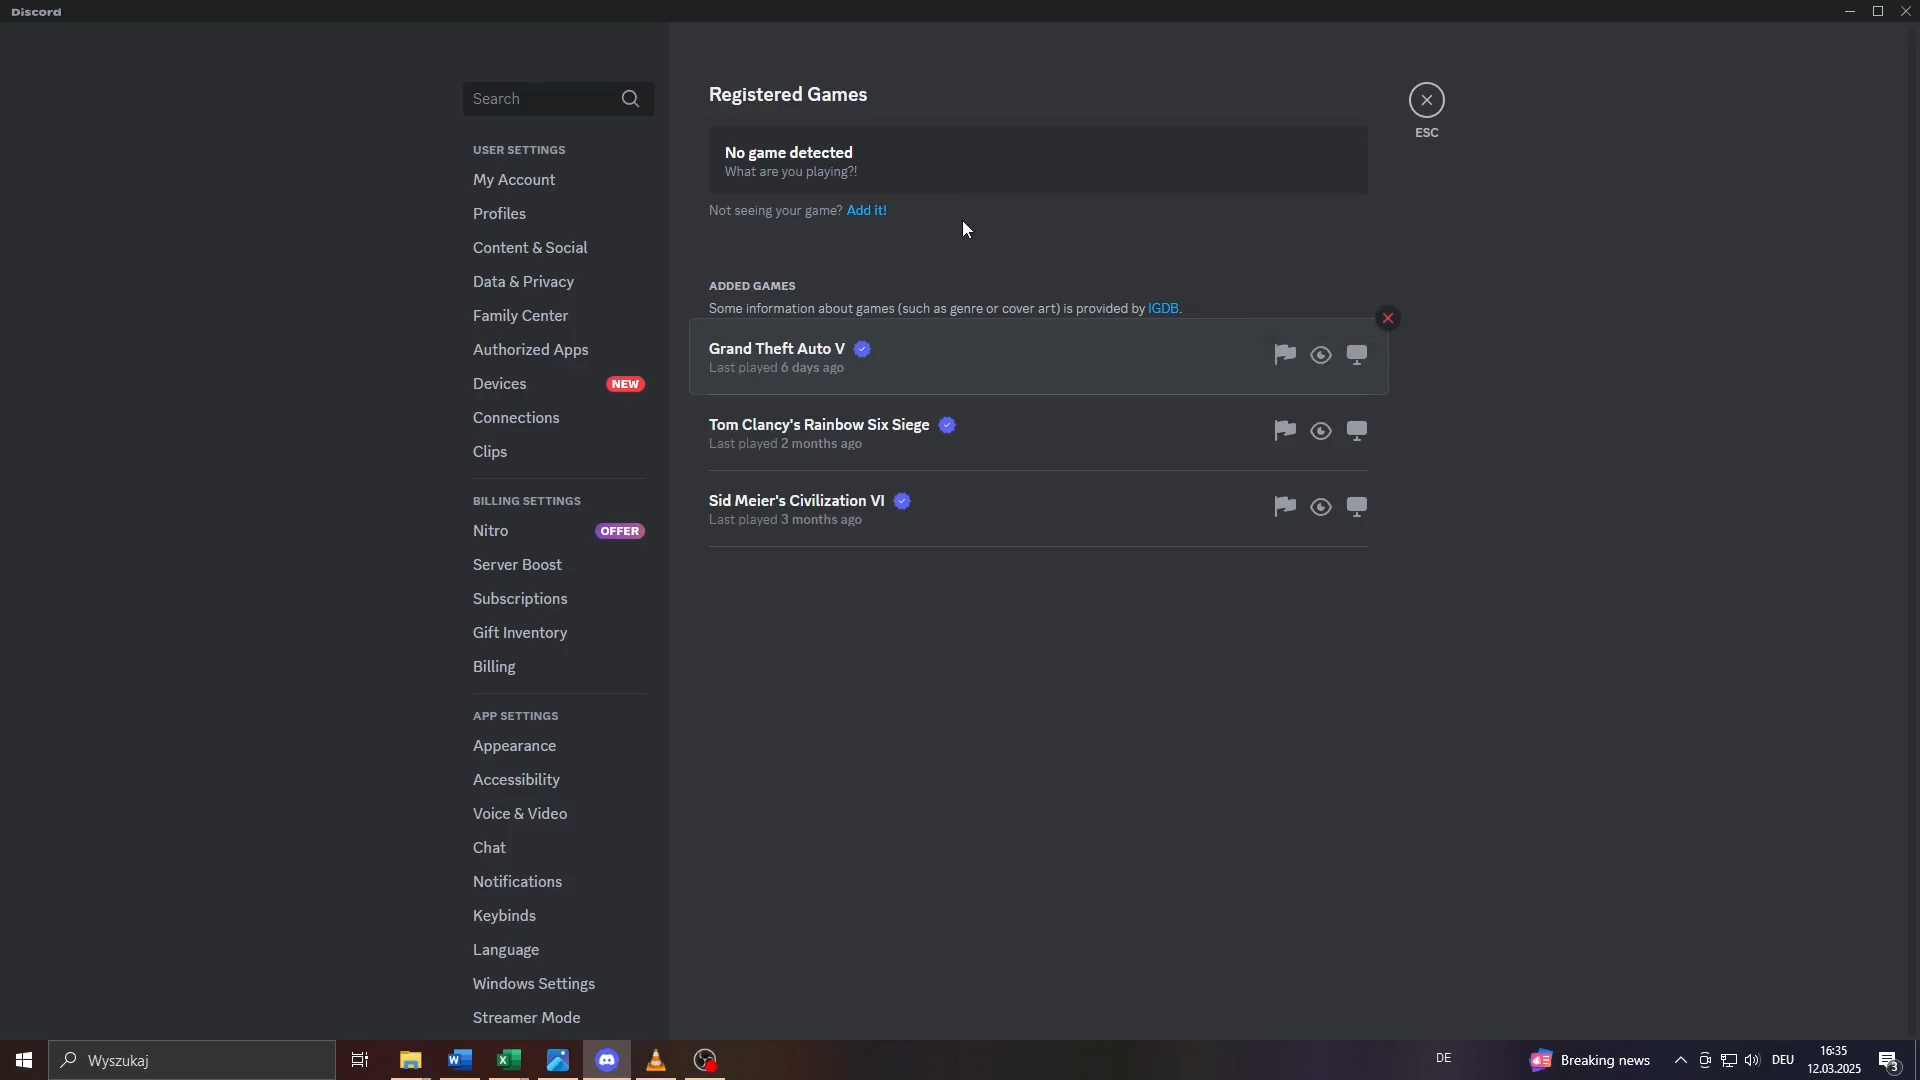 Discord
Search
USER SETTINGS
My Account
Profiles
Content & Social
Data & Privacy
Family Center
Authorized Apps
Devices NEW
Connections
Clips
BILLING SETTINGS
Nitro OFFER
Server Boost
Subscriptions
Gift Inventory
Billing
APP SETTINGS
Appearance
Accessibility
Voice & Video
Chat
Notifications
Keybinds
Language
Windows Settings
Streamer Mode
Registered Games
No game detected
What are you playing?!
Not seeing your game? Add it!
ADDED GAMES
Some information about games (such as genre or cover art) is provided by IGDB.
Grand Theft Auto V
Last played 6 days ago
Tom Clancy's Rainbow Six Siege
Last played 2 months ago
Sid Meier's Civilization VI
Last played 3 months ago
ESC
Wyszukaj
DE
Breaking news
DEU
16:35
12.03.2025
3